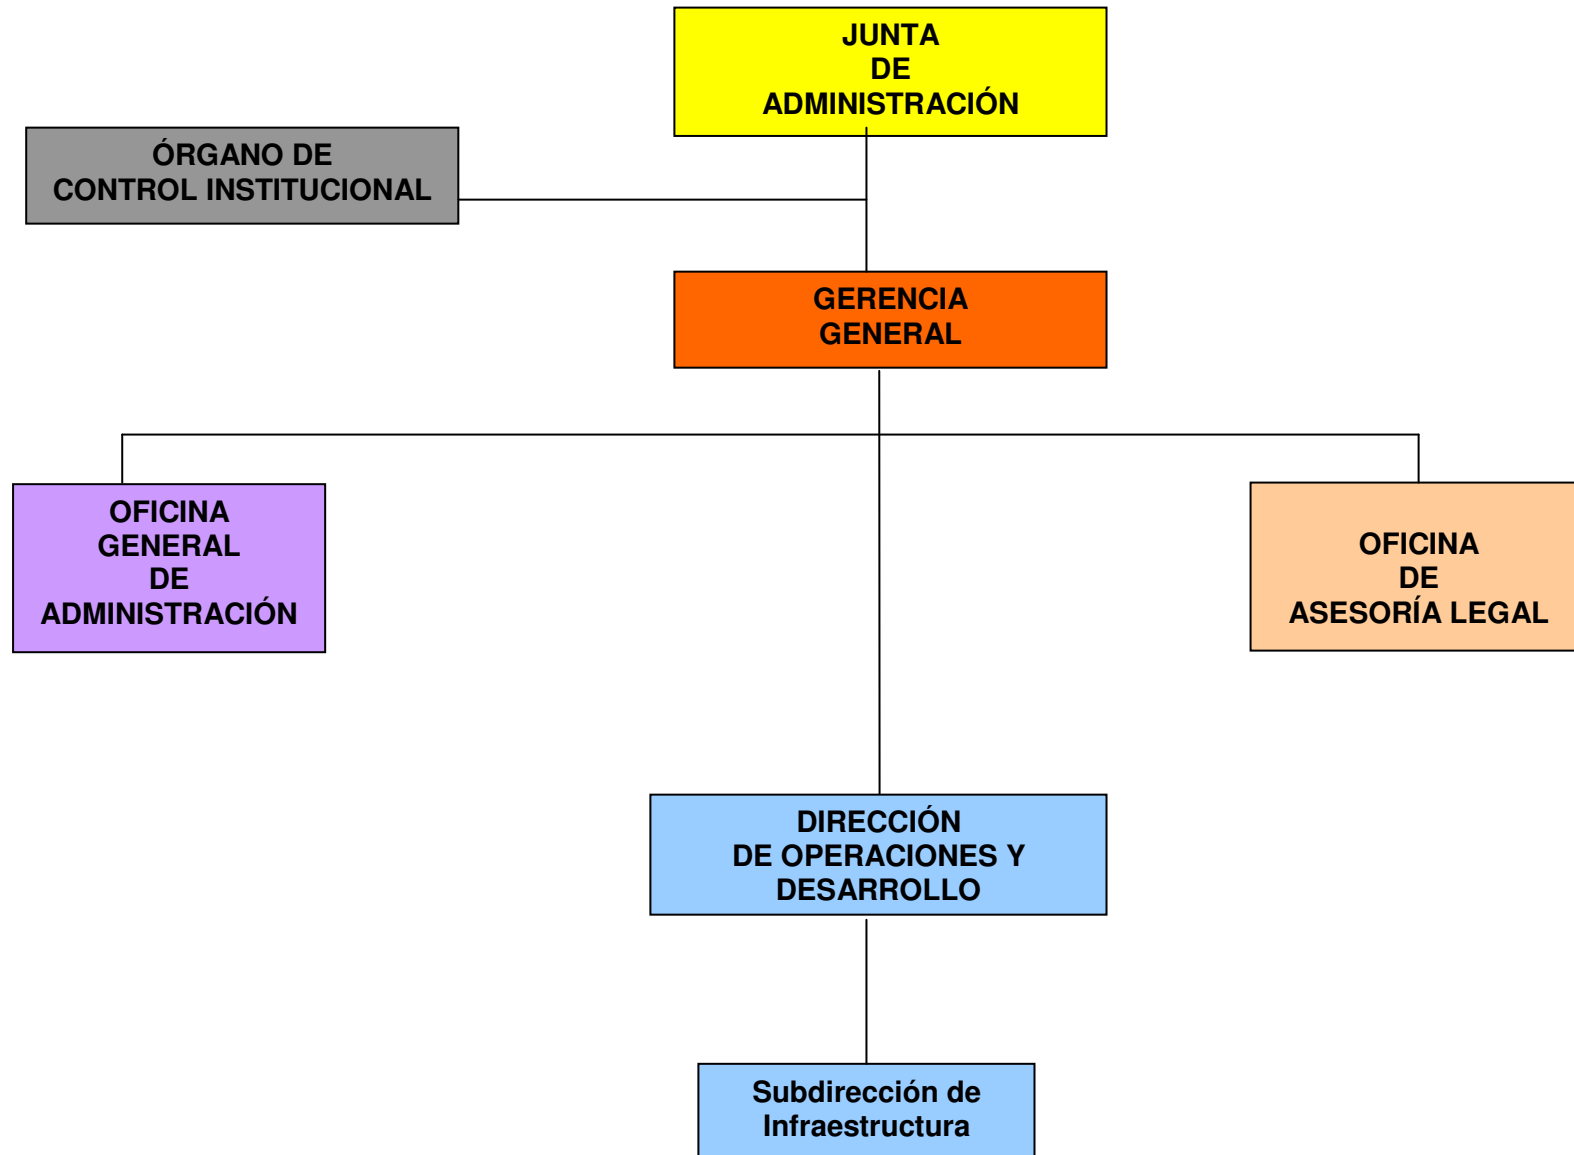 JUNTA
DE
ADMINISTRACIÓN
ÓRGANO DE
CONTROL INSTITUCIONAL
GERENCIA
GENERAL
OFICINA
GENERAL
DE
ADMINISTRACIÓN
OFICINA
DE
ASESORÍA LEGAL
DIRECCIÓN
DE OPERACIONES Y
DESARROLLO
Subdirección de
Infraestructura